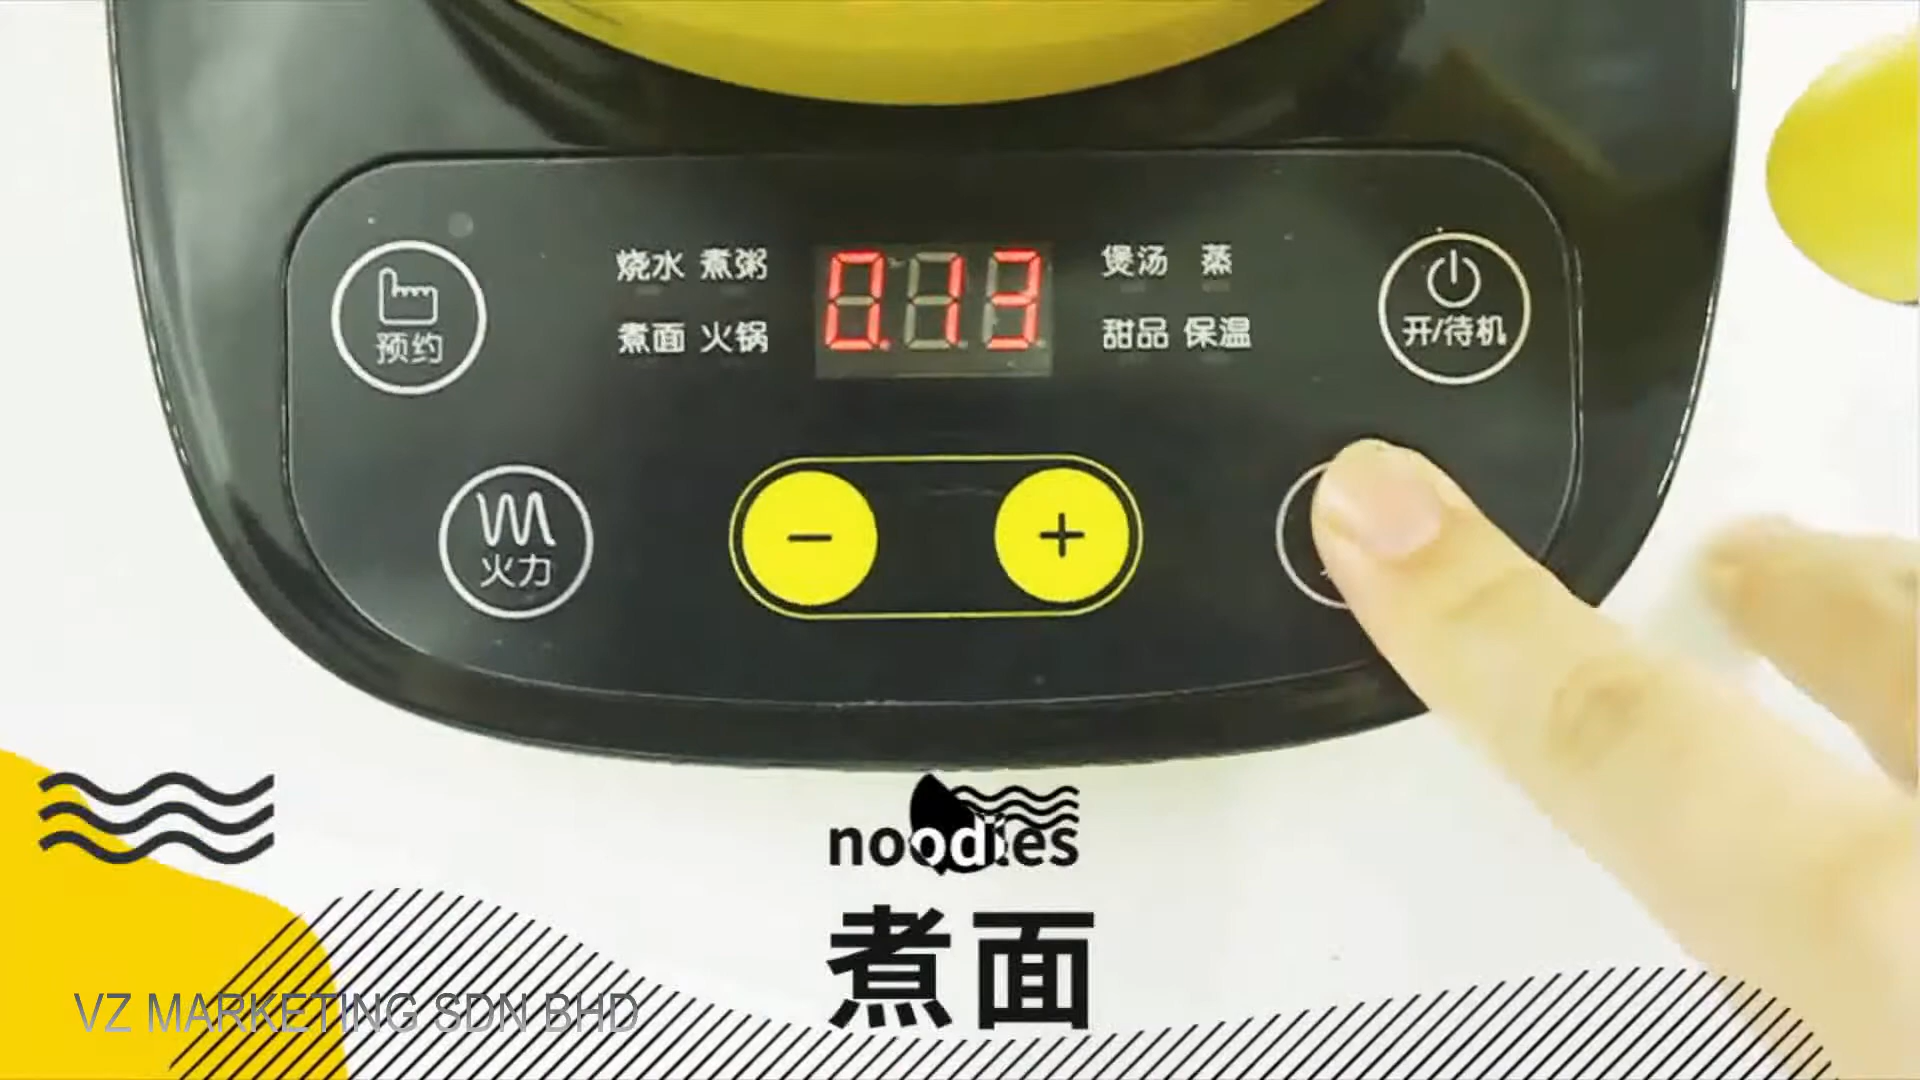 烧水 煮粥
煮面 火锅
0.13
煲汤 蒸
甜品 保温
预约
开/待机
火力
−
+
noodles
煮面
VZ MARKETING SDN BHD